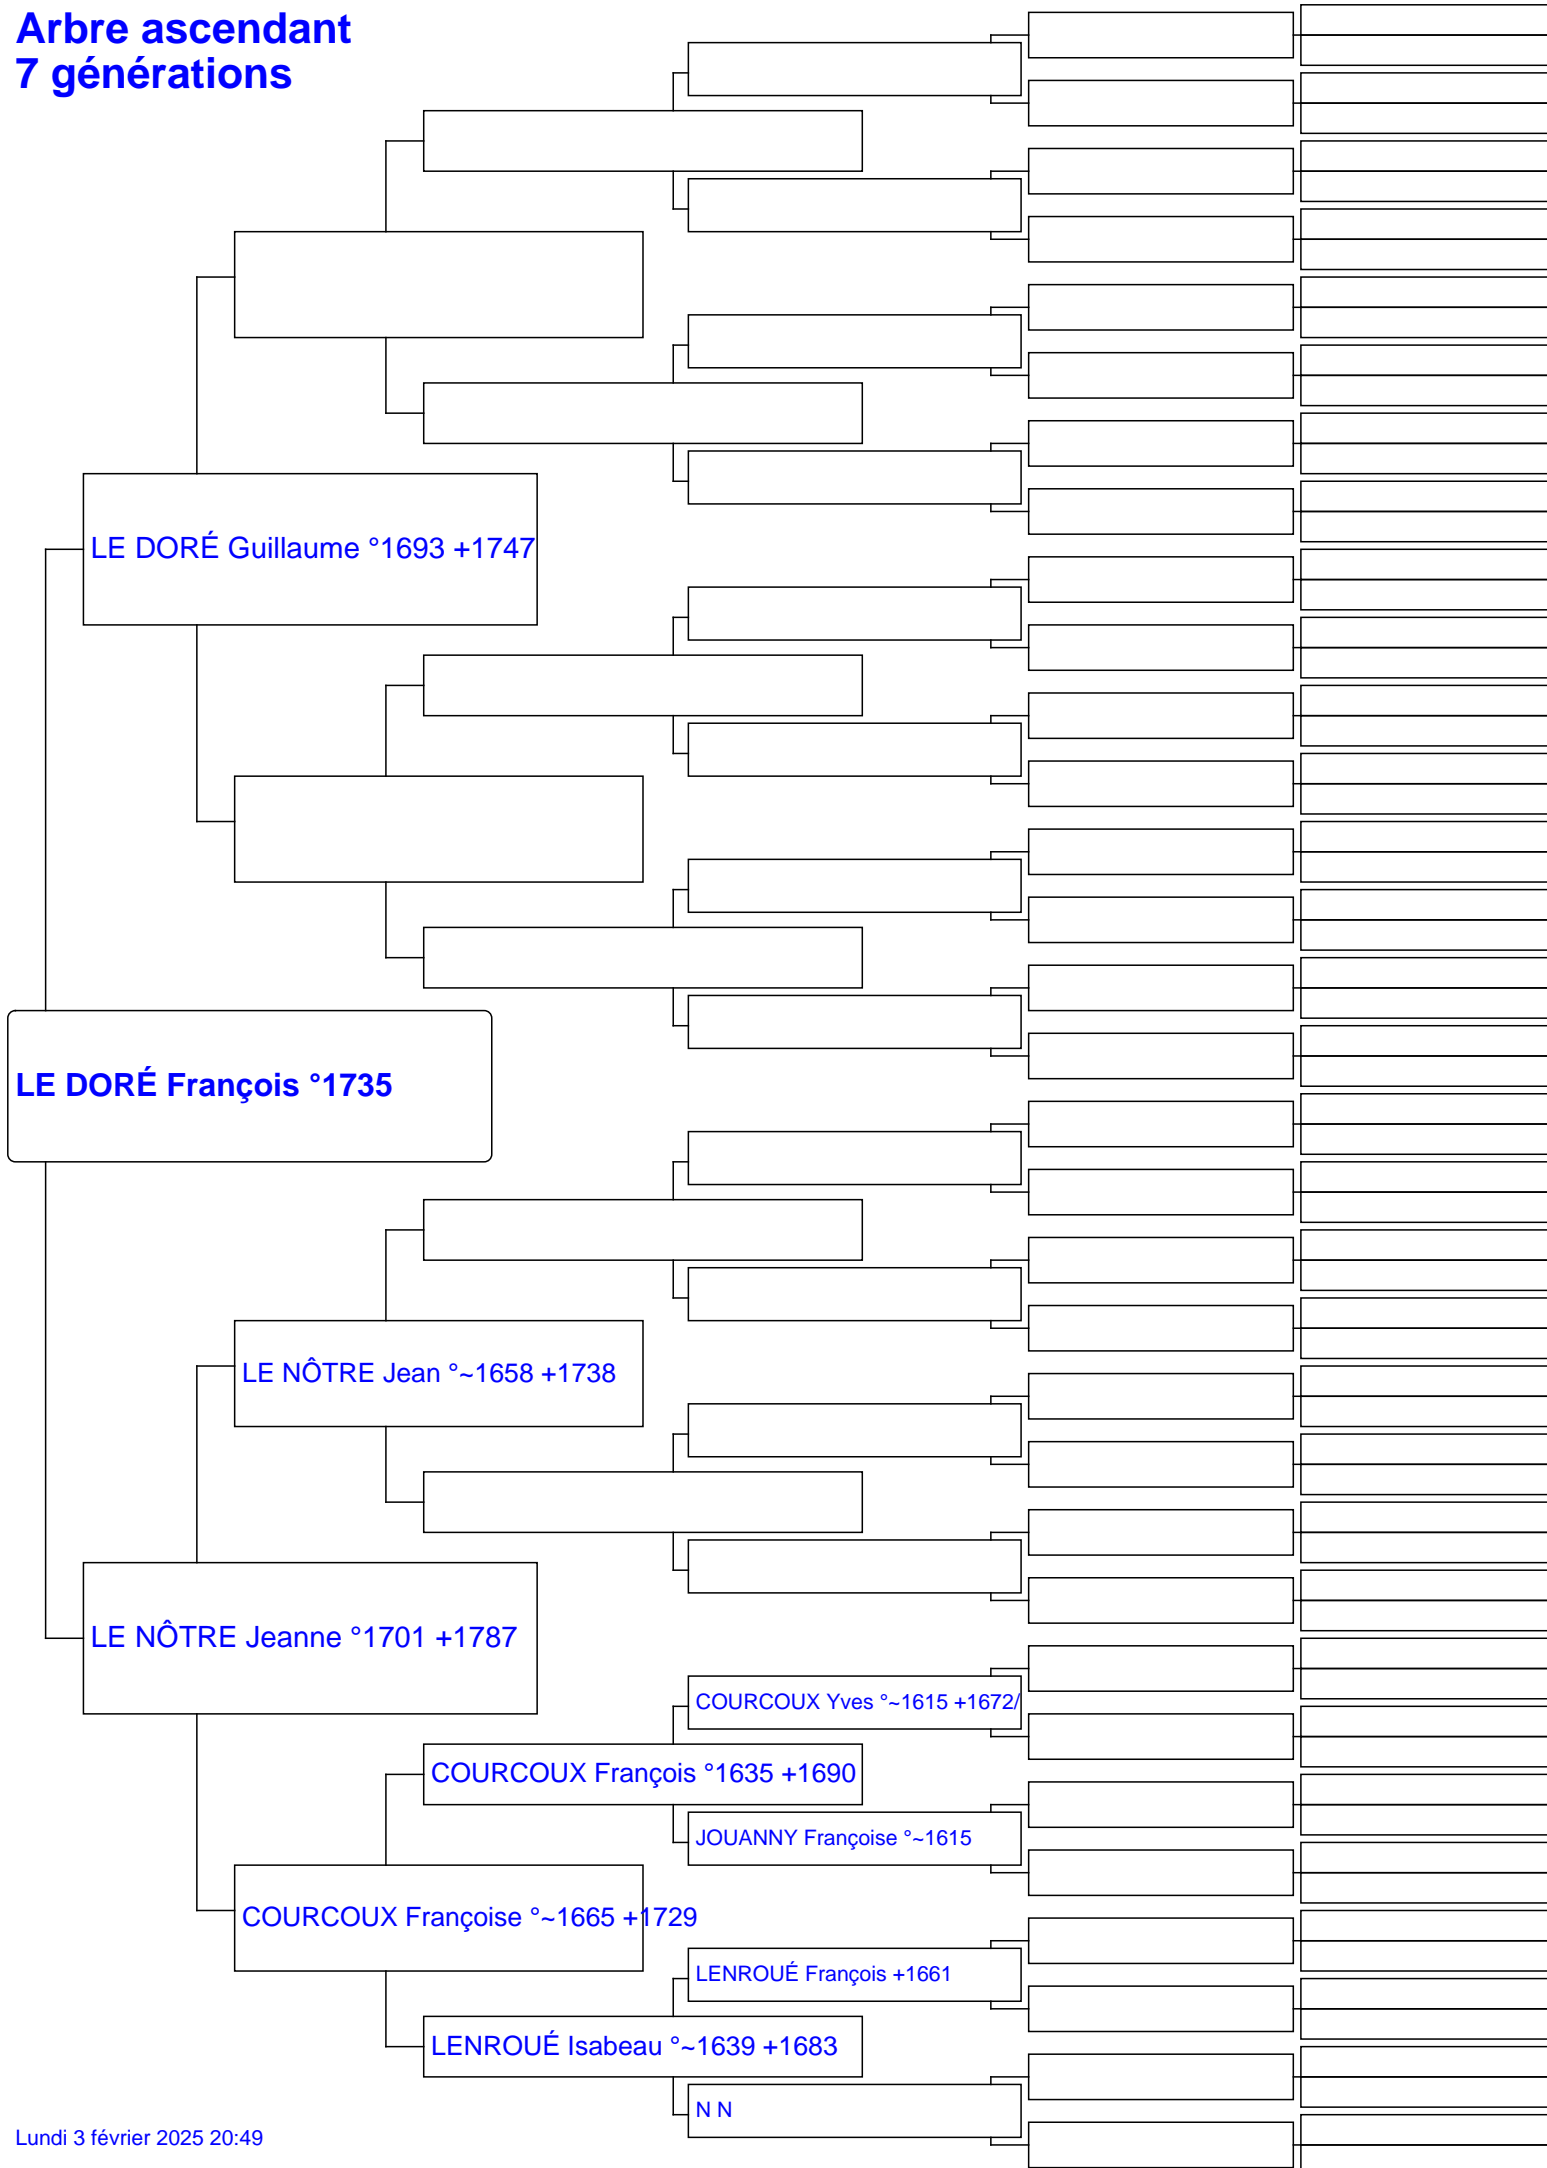 Arbre ascendant
7 générations
LE DORÉ Guillaume °1693 +1747
LE DORÉ François °1735
LE NÔTRE Jean °~1658 +1738
LE NÔTRE Jeanne °1701 +1787
COURCOUX Yves °~1615 +1672/
COURCOUX François °1635 +1690
JOUANNY Françoise °~1615
COURCOUX Françoise °~1665 +1729
LENROUÉ François +1661
LENROUÉ Isabeau °~1639 +1683
N N
Lundi 3 février 2025 20:49